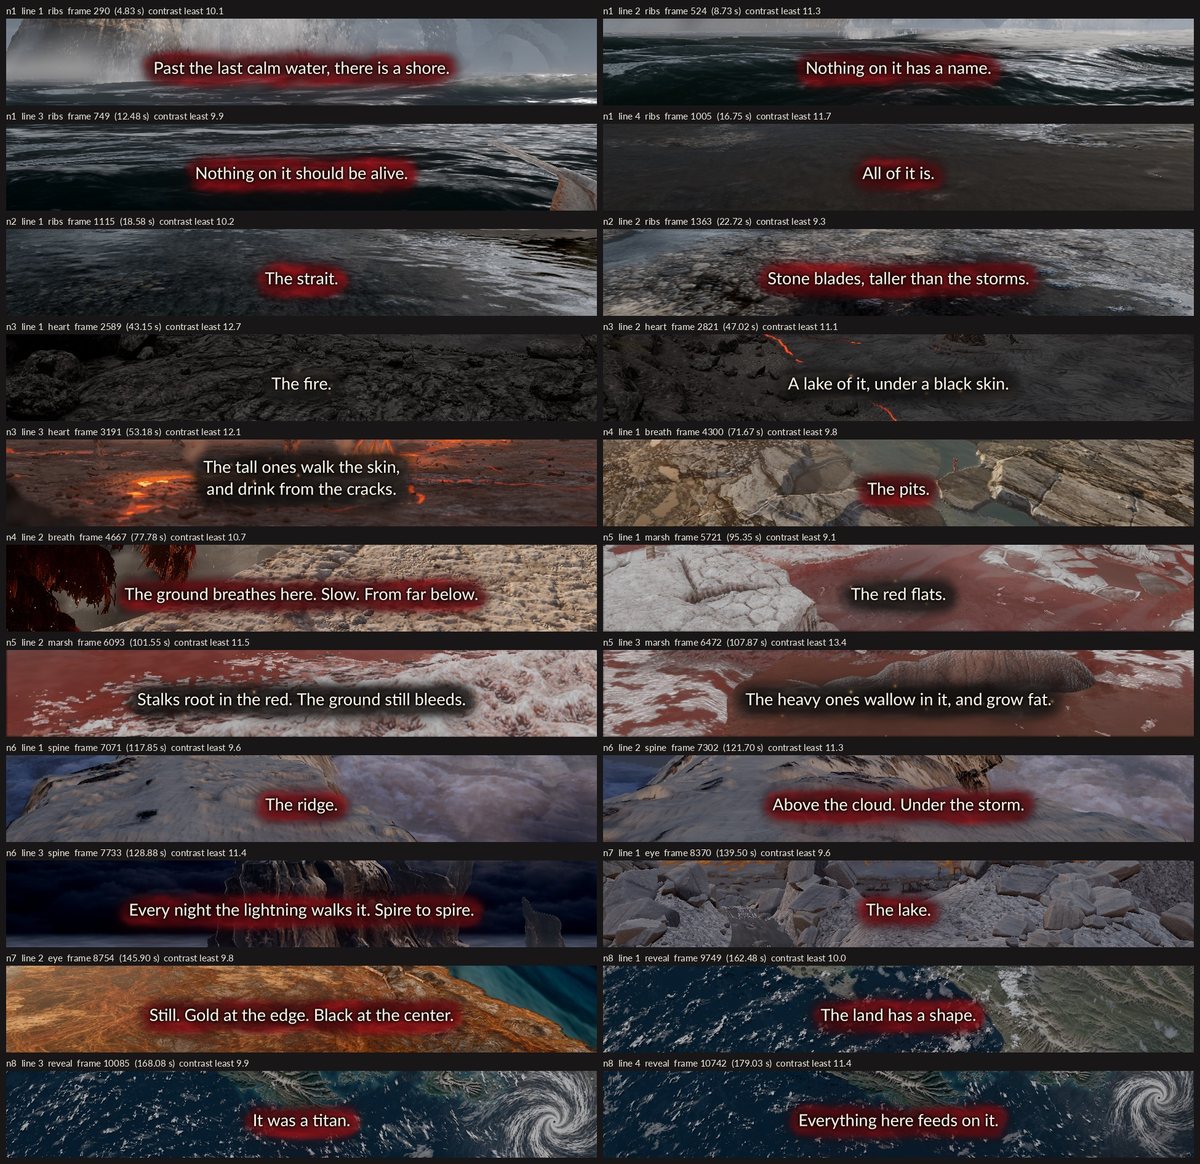 n1 line 1 ribs frame 290 (4.83 s) contrast least 10.1
Past the last calm water, there is a shore.
n1 line 2 ribs frame 524 (8.73 s) contrast least 11.3
Nothing on it has a name.
n1 line 3 ribs frame 749 (12.48 s) contrast least 9.9
Nothing on it should be alive.
n1 line 4 ribs frame 1005 (16.75 s) contrast least 11.7
All of it is.
n2 line 1 ribs frame 1115 (18.58 s) contrast least 10.2
The strait.
n2 line 2 ribs frame 1363 (22.72 s) contrast least 9.3
Stone blades, taller than the storms.
n3 line 1 heart frame 2589 (43.15 s) contrast least 12.7
The fire.
n3 line 2 heart frame 2821 (47.02 s) contrast least 11.1
A lake of it, under a black skin.
n3 line 3 heart frame 3191 (53.18 s) contrast least 12.1
The tall ones walk the skin,
and drink from the cracks.
n4 line 1 breath frame 4300 (71.67 s) contrast least 9.8
The pits.
n4 line 2 breath frame 4667 (77.78 s) contrast least 10.7
The ground breathes here. Slow. From far below.
n5 line 1 marsh frame 5721 (95.35 s) contrast least 9.1
The red flats.
n5 line 2 marsh frame 6093 (101.55 s) contrast least 11.5
Stalks root in the red. The ground still bleeds.
n5 line 3 marsh frame 6472 (107.87 s) contrast least 13.4
The heavy ones wallow in it, and grow fat.
n6 line 1 spine frame 7071 (117.85 s) contrast least 9.6
The ridge.
n6 line 2 spine frame 7302 (121.70 s) contrast least 11.3
Above the cloud. Under the storm.
n6 line 3 spine frame 7733 (128.88 s) contrast least 11.4
Every night the lightning walks it. Spire to spire.
n7 line 1 eye frame 8370 (139.50 s) contrast least 9.6
The lake.
n7 line 2 eye frame 8754 (145.90 s) contrast least 9.8
Still. Gold at the edge. Black at the center.
n8 line 1 reveal frame 9749 (162.48 s) contrast least 10.0
The land has a shape.
n8 line 3 reveal frame 10085 (168.08 s) contrast least 9.9
It was a titan.
n8 line 4 reveal frame 10742 (179.03 s) contrast least 11.4
Everything here feeds on it.